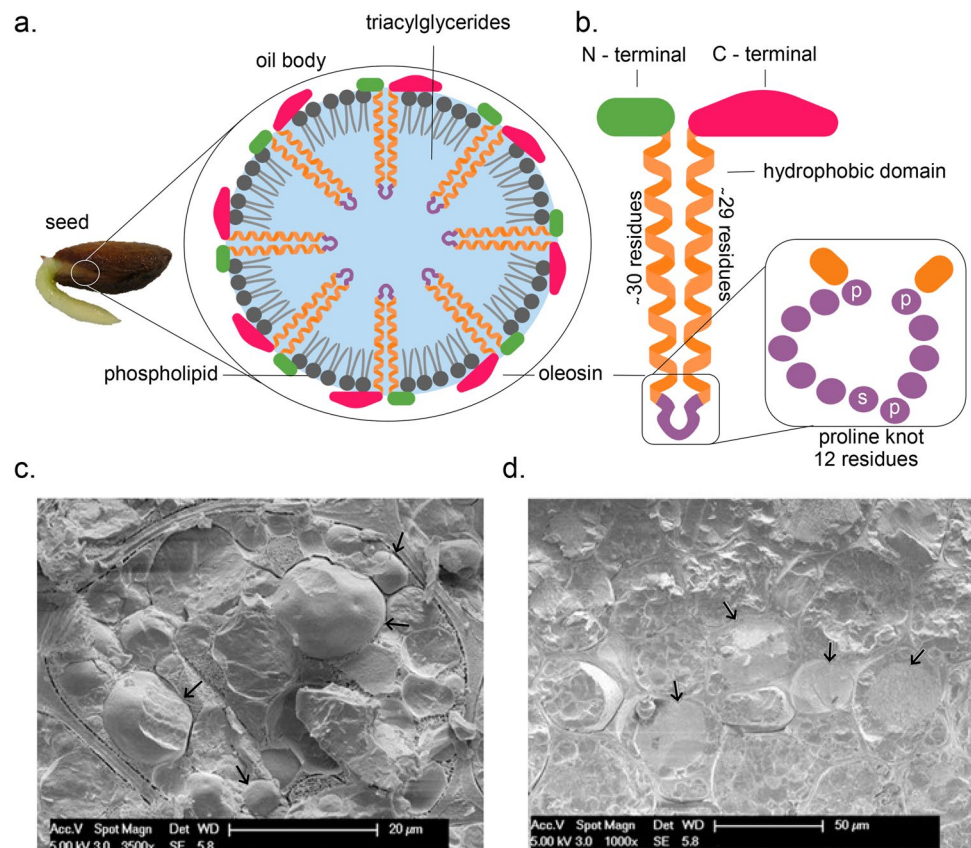 a.
triacylglycerides
oil body
seed
phospholipid
oleosin
b.
N - terminal
C - terminal
hydrophobic domain
~30 residues
~29 residues
p
p
s
p
proline knot
12 residues
c.
Acc.V Spot Magn Det WD 20 µm
5.00 kV 3.0 3500x SE 5.8
d.
Acc.V Spot Magn Det WD 50 µm
5.00 kV 3.0 1000x SE 5.8